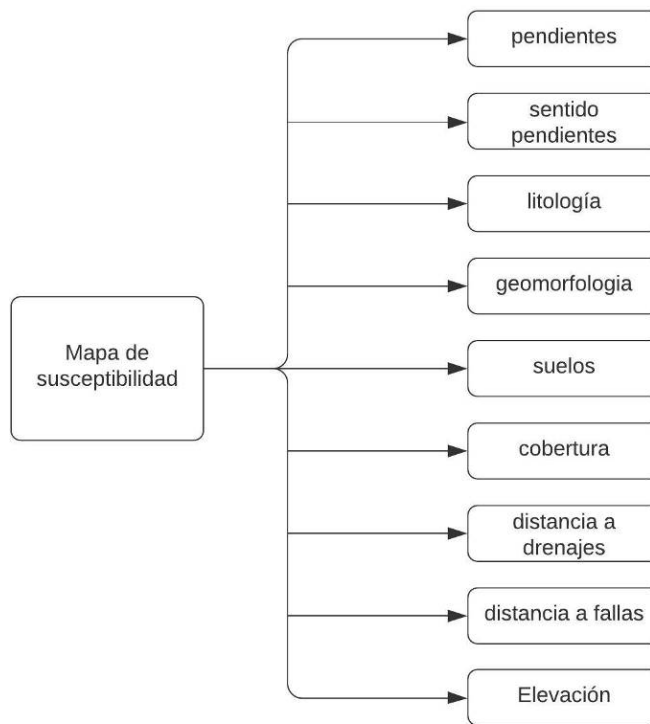 pendientes
sentido
pendientes
litología
geomorfologia
Mapa de
susceptibilidad
suelos
cobertura
distancia a
drenajes
distancia a fallas
Elevación